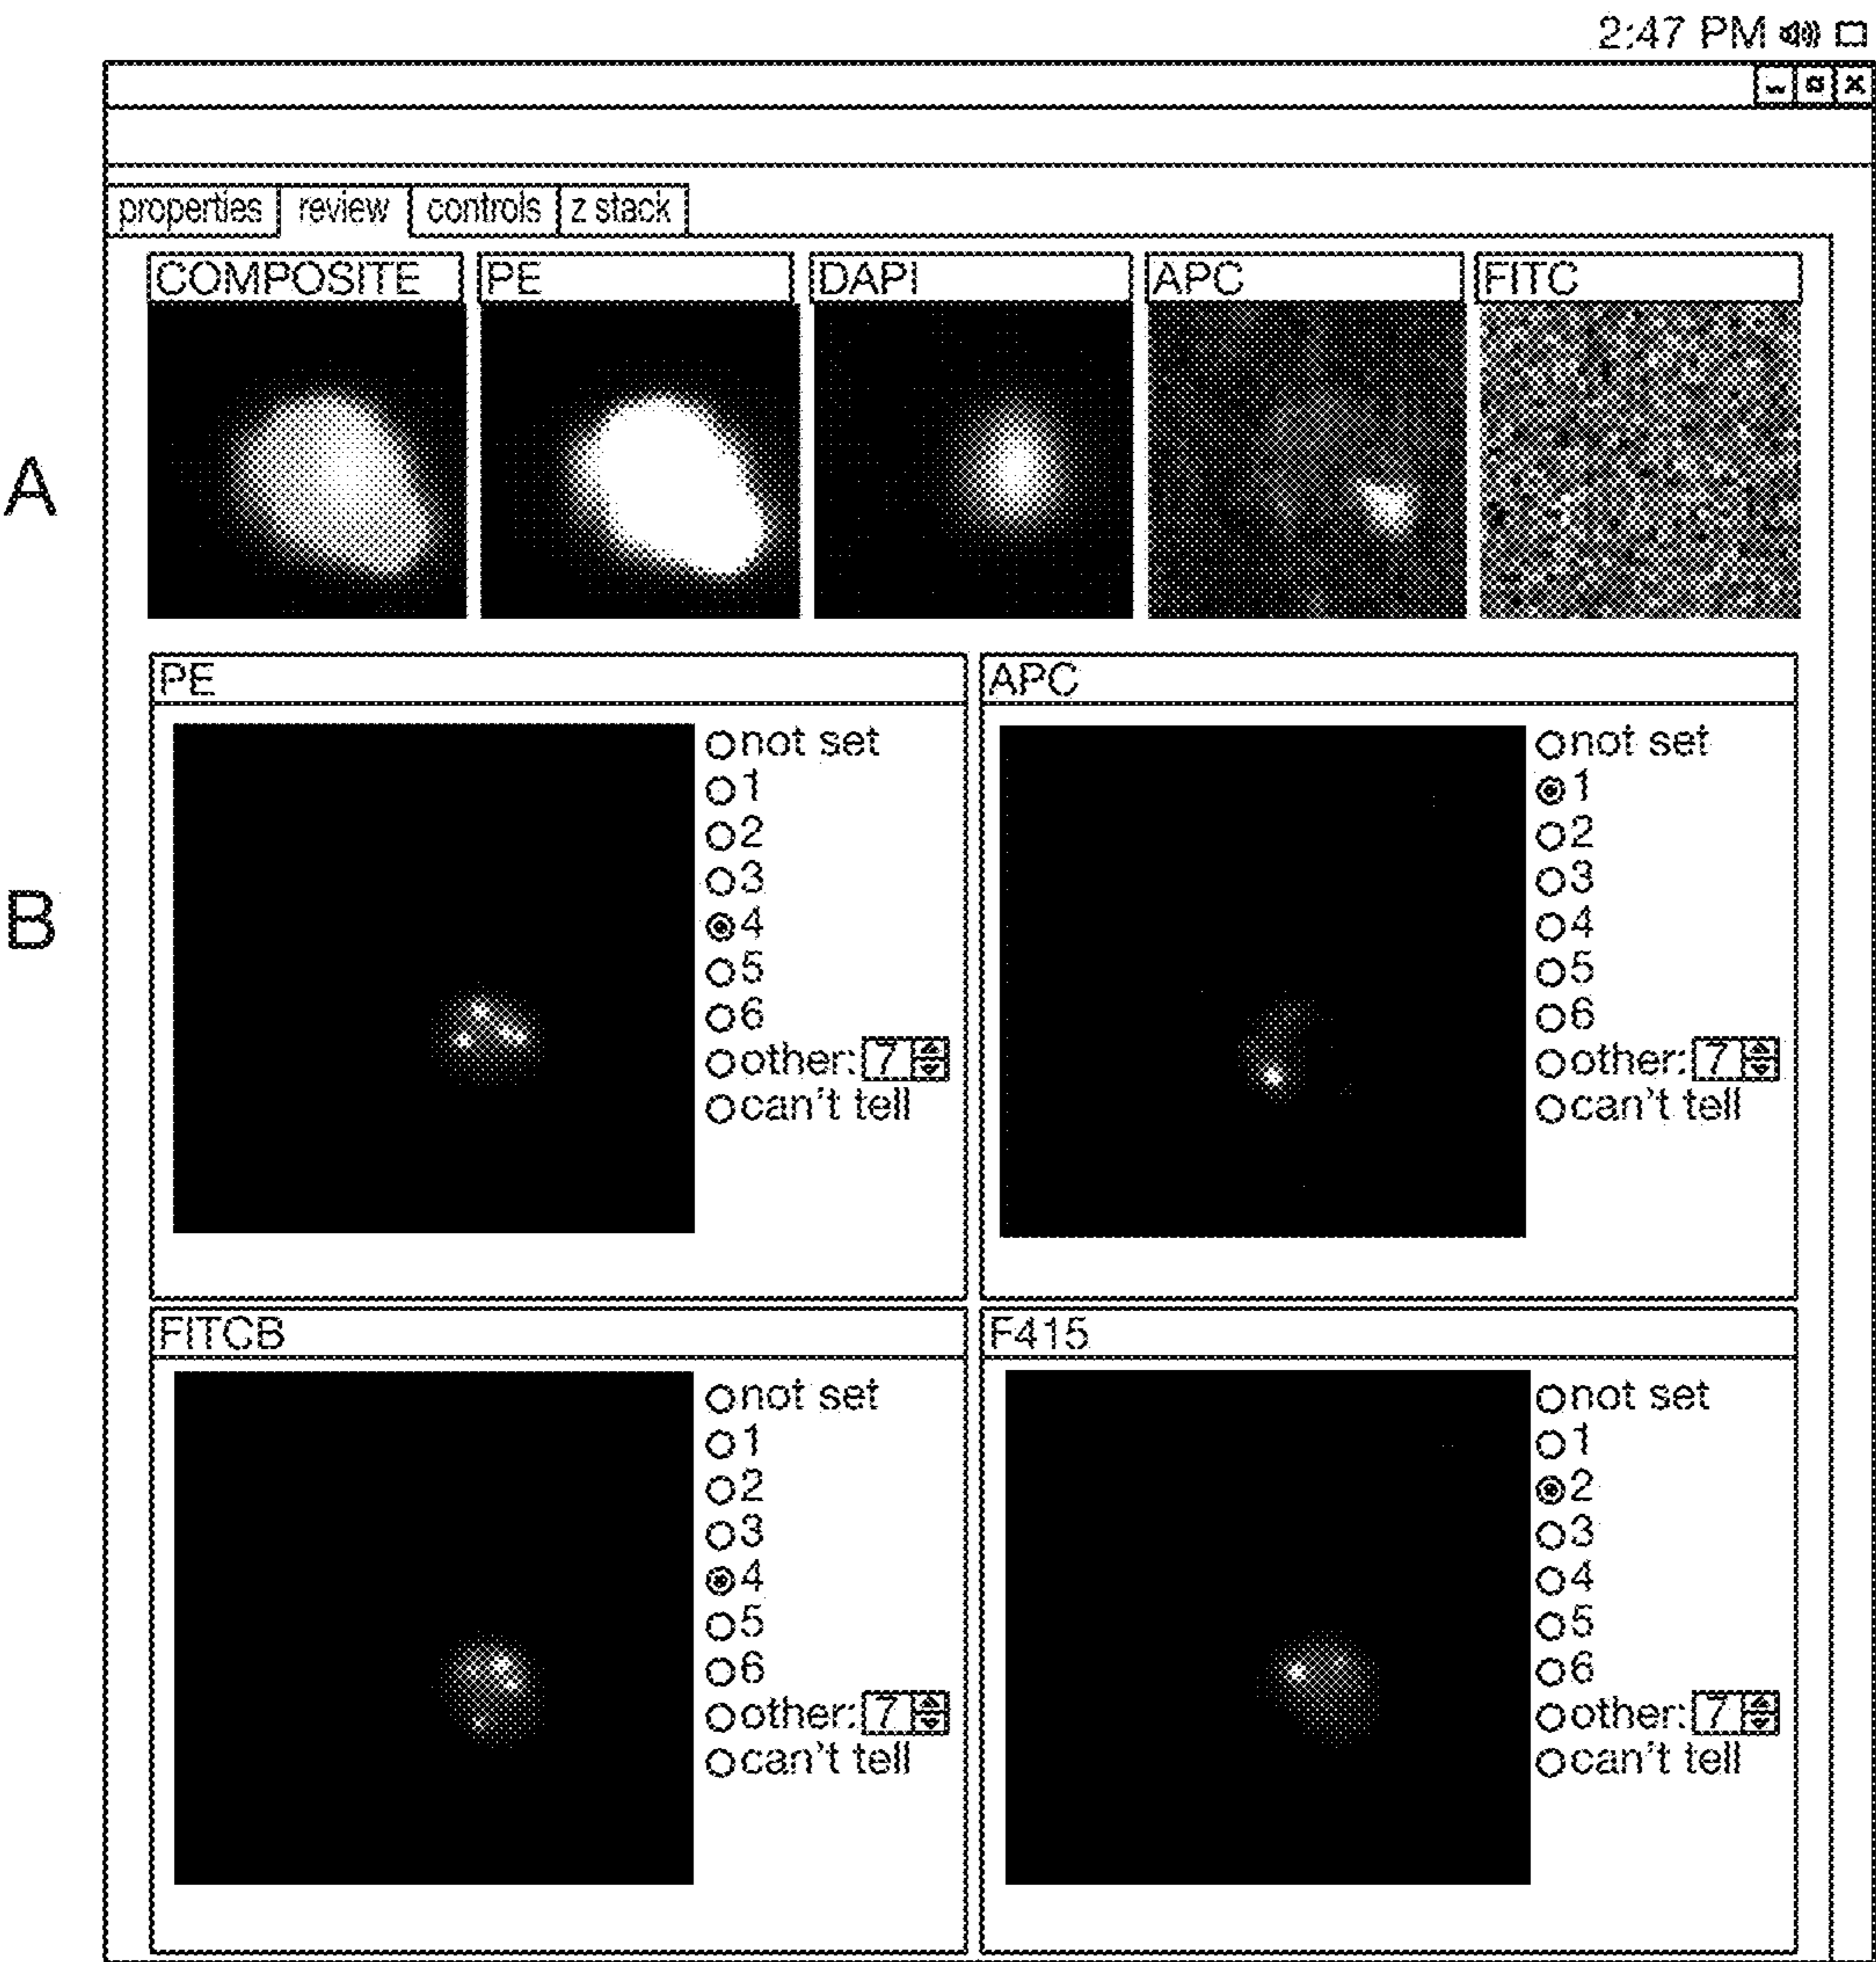 2:47 PM
properties review controls z stack
COMPOSITE PE DAPI APC FITC
A
B
PE
not set
1
2
3
4
5
6
other: 7
can't tell
APC
not set
1
2
3
4
5
6
other: 7
can't tell
FITCB
not set
1
2
3
4
5
6
other: 7
can't tell
F415
not set
1
2
3
4
5
6
other: 7
can't tell